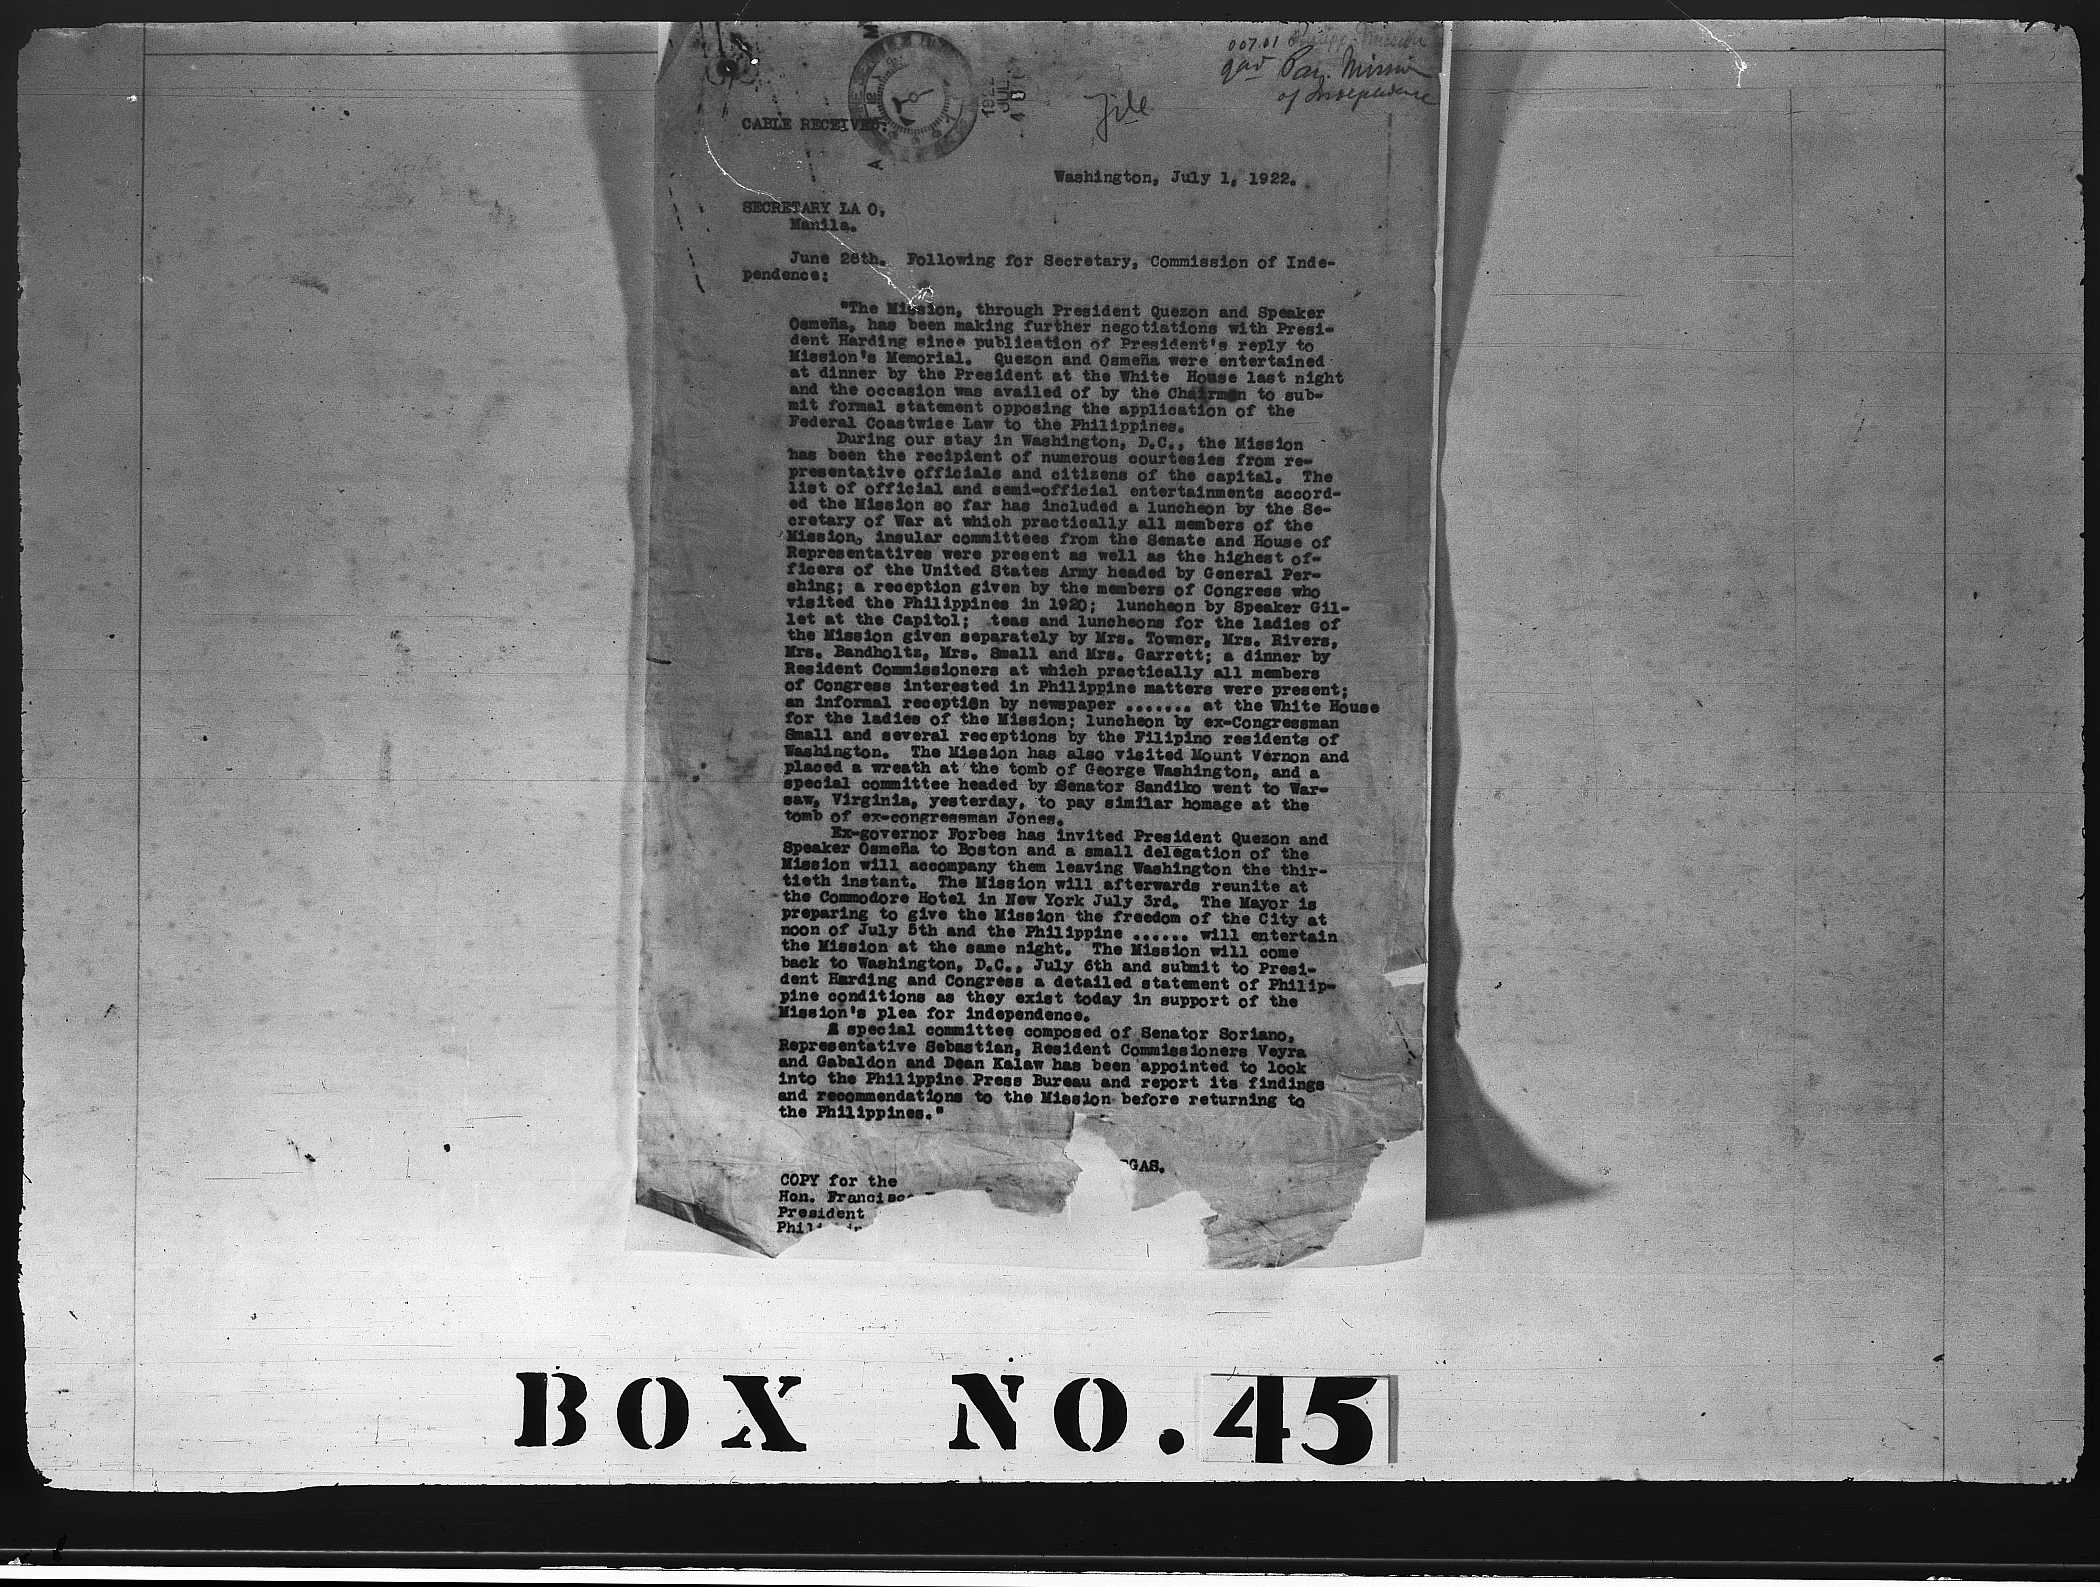 007.01
Par. Mission
of Independence
File
1922
JUL
CABLE RECEIVED.
Washington, July 1, 1922.
SECRETARY LA O,
Manila.
June 28th. Following for Secretary, Commission of Inde-
pendence:
"The Mission, through President Quezon and Speaker
Osmeña, has been making further negotiations with Presi-
dent Harding since publication of President's reply to
Mission's Memorial. Quezon and Osmeña were entertained
at dinner by the President at the White House last night
and the occasion was availed of by the Chairman to sub-
mit formal statement opposing the application of the
Federal Coastwise Law to the Philippines.
During our stay in Washington, D.C., the Mission
has been the recipient of numerous courtesies from re-
presentative officials and citizens of the capital. The
list of official and semi-official entertainments accord-
ed the Mission so far has included a luncheon by the Se-
cretary of War at which practically all members of the
Mission, insular committees from the Senate and House of
Representatives were present as well as the highest of-
ficers of the United States Army headed by General Per-
shing; a reception given by the members of Congress who
visited the Philippines in 1920; luncheon by Speaker Gil-
let at the Capitol; teas and luncheons for the ladies of
the Mission given separately by Mrs. Towner, Mrs. Rivers,
Mrs. Bandholtz, Mrs. Small and Mrs. Garrett; a dinner by
Resident Commissioners at which practically all members
of Congress interested in Philippine matters were present;
an informal reception by newspaper ....... at the White House
for the ladies of the Mission; luncheon by ex-Congressman
Small and several receptions by the Filipino residents of
Washington. The Mission has also visited Mount Vernon and
placed a wreath at the tomb of George Washington, and a
special committee headed by Senator Sandiko went to War-
saw, Virginia, yesterday, to pay similar homage at the
tomb of ex-congressman Jones.
Ex-governor Forbes has invited President Quezon and
Speaker Osmeña to Boston and a small delegation of the
Mission will accompany them leaving Washington the thir-
tieth instant. The Mission will afterwards reunite at
the Commodore Hotel in New York July 3rd. The Mayor is
preparing to give the Mission the freedom of the City at
noon of July 5th and the Philippine ...... will entertain
the Mission at the same night. The Mission will come
back to Washington, D.C., July 6th and submit to Presi-
dent Harding and Congress a detailed statement of Philip-
pine conditions as they exist today in support of the
Mission's plea for independence.
A special committee composed of Senator Soriano,
Representative Sebastian, Resident Commissioners Veyra
and Gabaldon and Dean Kalaw has been appointed to look
into the Philippine Press Bureau and report its findings
and recommendations to the Mission before returning to
the Philippines."
GAS.
COPY for the
Hon. Francisc
President
Phil
BOX NO. 45